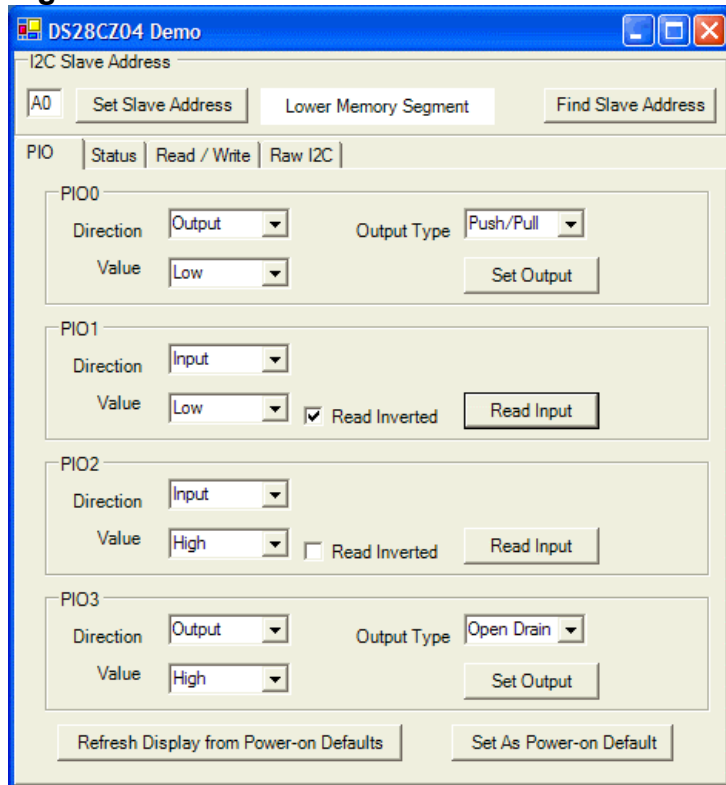 DS28CZ04 Demo
I2C Slave Address
A0 Set Slave Address Lower Memory Segment Find Slave Address
PIO Status Read / Write Raw I2C
PIO0
Direction Output Output Type Push/Pull
Value Low Set Output
PIO1
Direction Input
Value Low Read Inverted Read Input
PIO2
Direction Input
Value High Read Inverted Read Input
PIO3
Direction Output Output Type Open Drain
Value High Set Output
Refresh Display from Power-on Defaults Set As Power-on Default